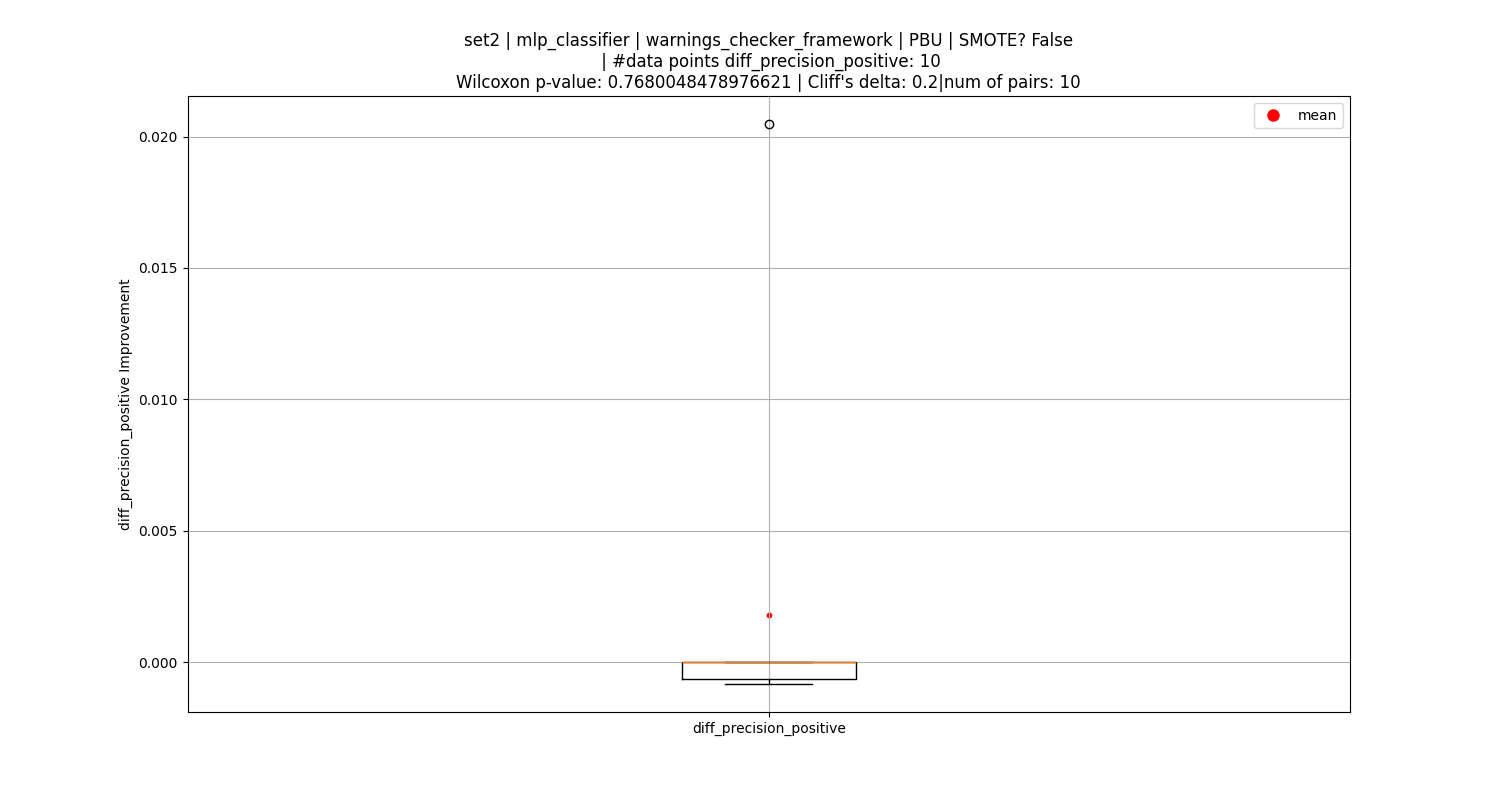 set2 | mlp_classifier | warnings_checker_framework | PBU | SMOTE? False
| #data points diff_precision_positive: 10
Wilcoxon p-value: 0.7680048478976621 | Cliff's delta: 0.2|num of pairs: 10
mean
0.020
0.015
0.010
0.005
0.000
diff_precision_positive Improvement
diff_precision_positive